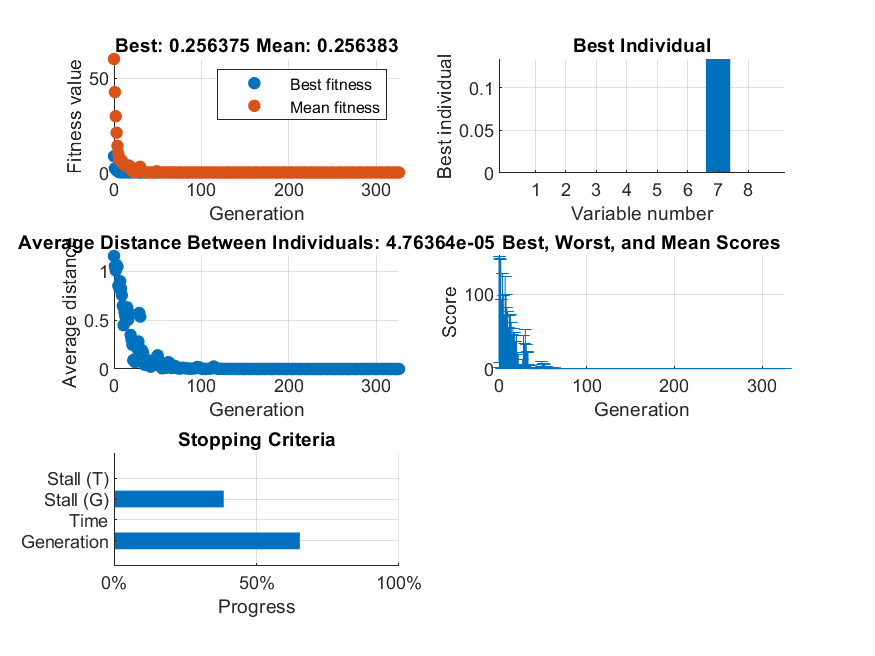 Best: 0.256375 Mean: 0.256383
Fitness value
50
0
Best fitness
Mean fitness
0 100 200 300
Generation
Best Individual
Best individual
0.1
0.05
0
1 2 3 4 5 6 7 8
Variable number
Average Distance Between Individuals: 4.76364e-05
Average distance
1
0.5
0
0 100 200 300
Generation
Best, Worst, and Mean Scores
Score
100
0
0 100 200 300
Generation
Stopping Criteria
Stall (T)
Stall (G)
Time
Generation
0% 50% 100%
Progress